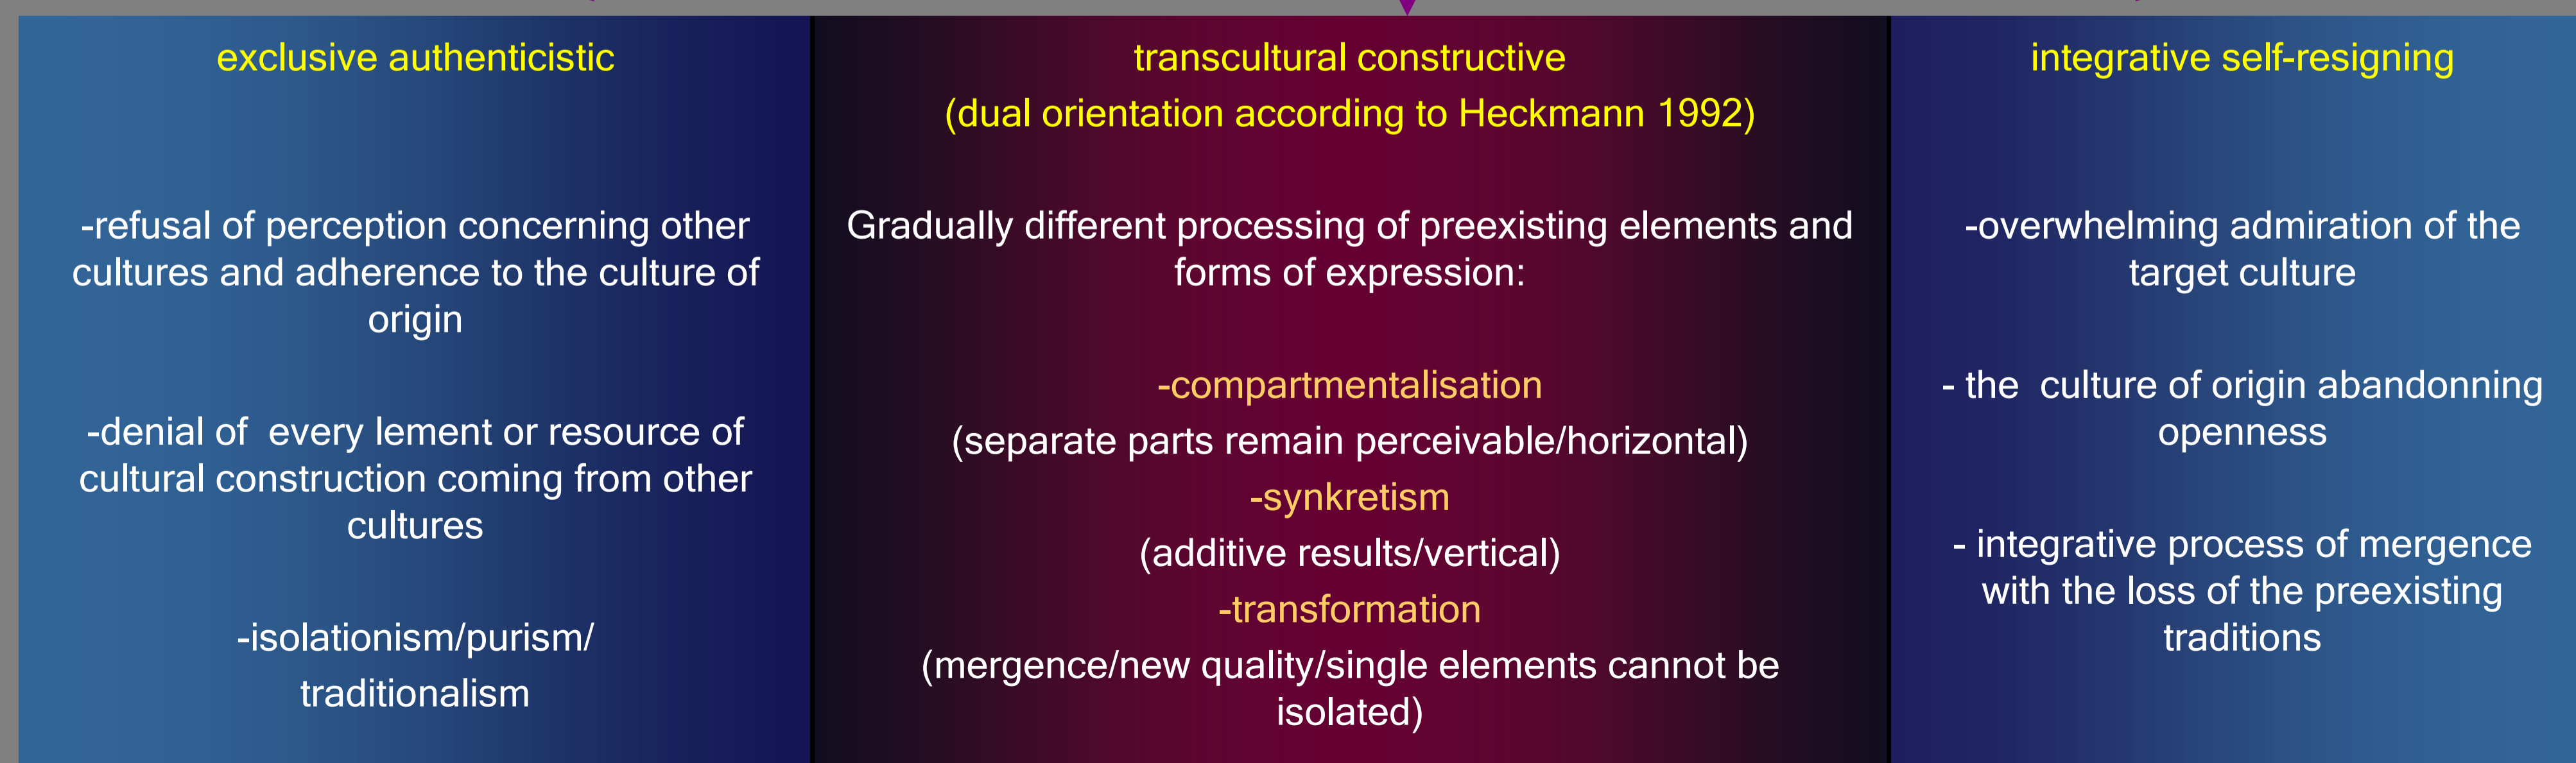 exclusive authenticistic
-refusal of perception concerning other
cultures and adherence to the culture of
origin
-denial of  every lement or resource of
cultural construction coming from other
cultures
-isolationism/purism/
traditionalism
transcultural constructive
(dual orientation according to Heckmann 1992)
Gradually different processing of preexisting elements and
forms of expression:
-compartmentalisation
(separate parts remain perceivable/horizontal)
-synkretism
(additive results/vertical)
-transformation
(mergence/new quality/single elements cannot be
isolated)
integrative self-resigning
-overwhelming admiration of the
target culture
- the  culture of origin abandonning
openness
- integrative process of mergence
with the loss of the preexisting
traditions